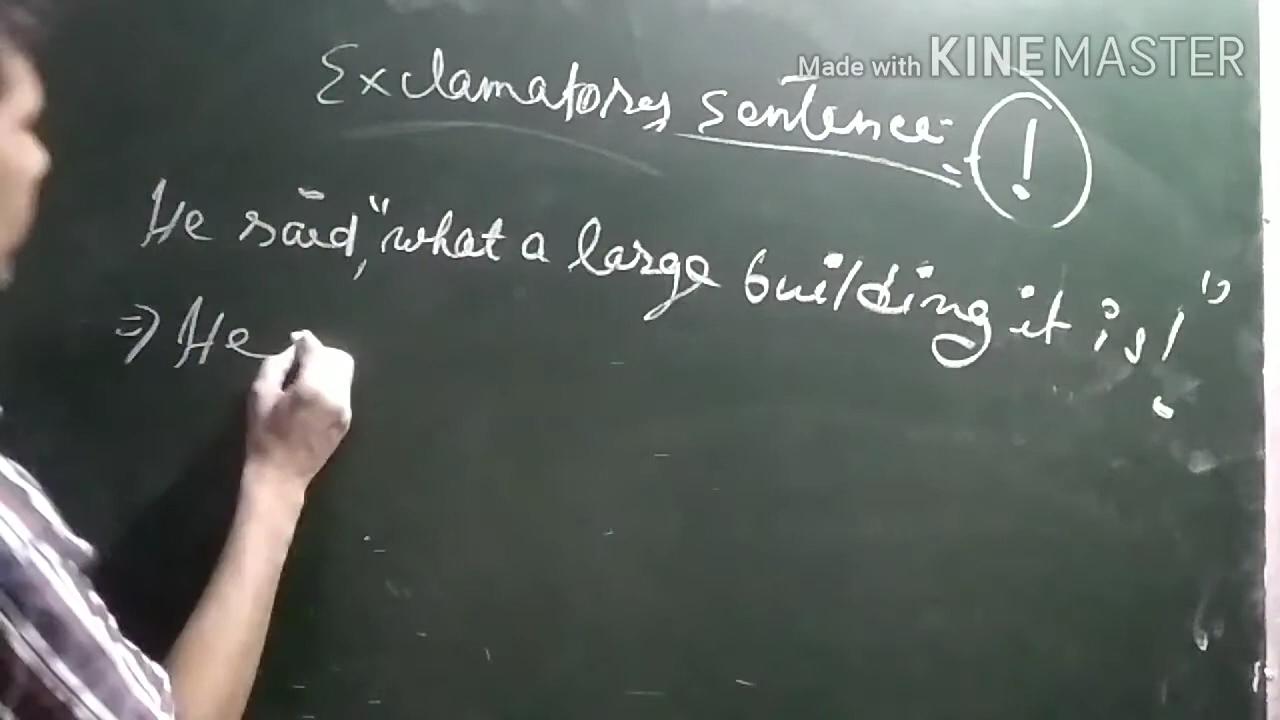 Made with KINEMASTER
Exclamatory sentence - !
He said, "what a large building it is!"
⇒ He